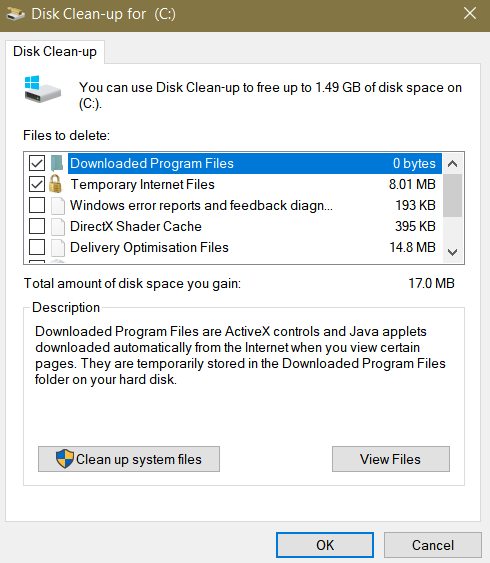 Disk Clean-up for (C:)
Disk Clean-up
You can use Disk Clean-up to free up to 1.49 GB of disk space on
(C:).
Files to delete:
Downloaded Program Files 0 bytes
Temporary Internet Files 8.01 MB
Windows error reports and feedback diagn... 193 KB
DirectX Shader Cache 395 KB
Delivery Optimisation Files 14.8 MB
Total amount of disk space you gain: 17.0 MB
Description
Downloaded Program Files are ActiveX controls and Java applets
downloaded automatically from the Internet when you view certain
pages. They are temporarily stored in the Downloaded Program Files
folder on your hard disk.
Clean up system files View Files
OK Cancel